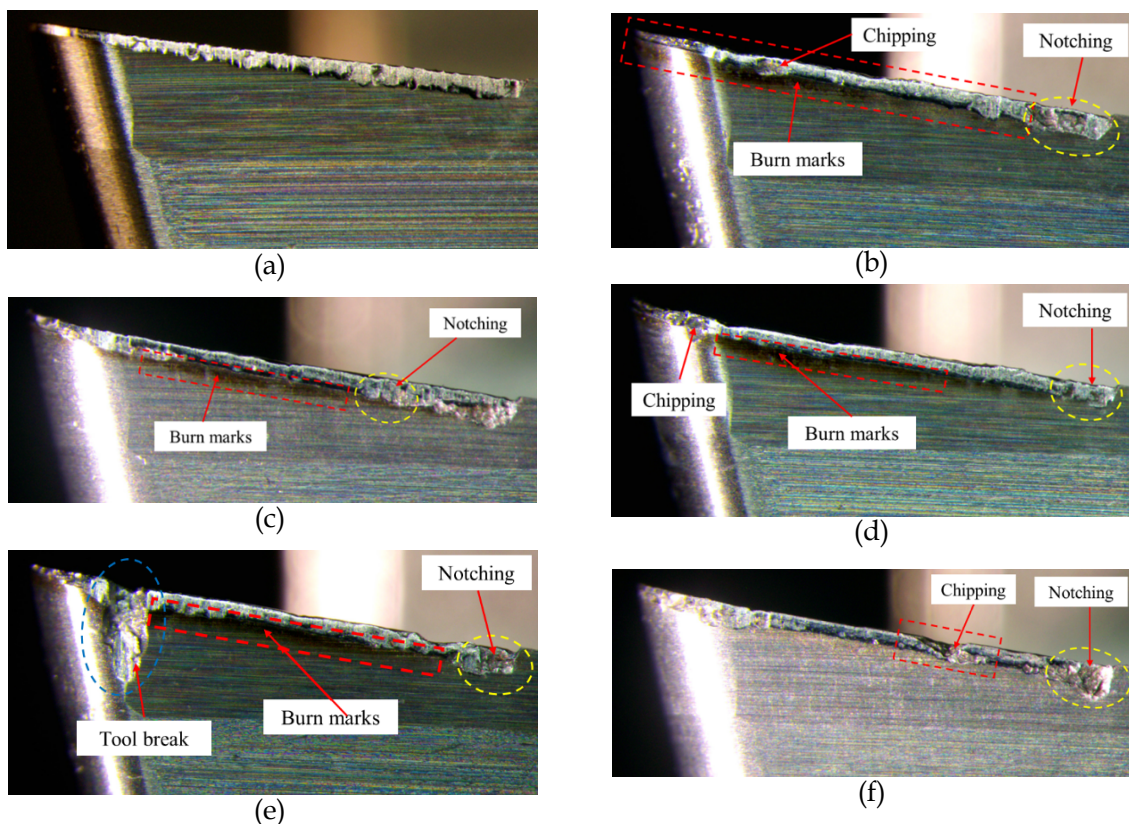 (a)
Chipping
Notching
Burn marks
(b)
Notching
Burn marks
(c)
Notching
Chipping
Burn marks
(d)
Notching
Burn marks
Tool break
(e)
Chipping
Notching
(f)